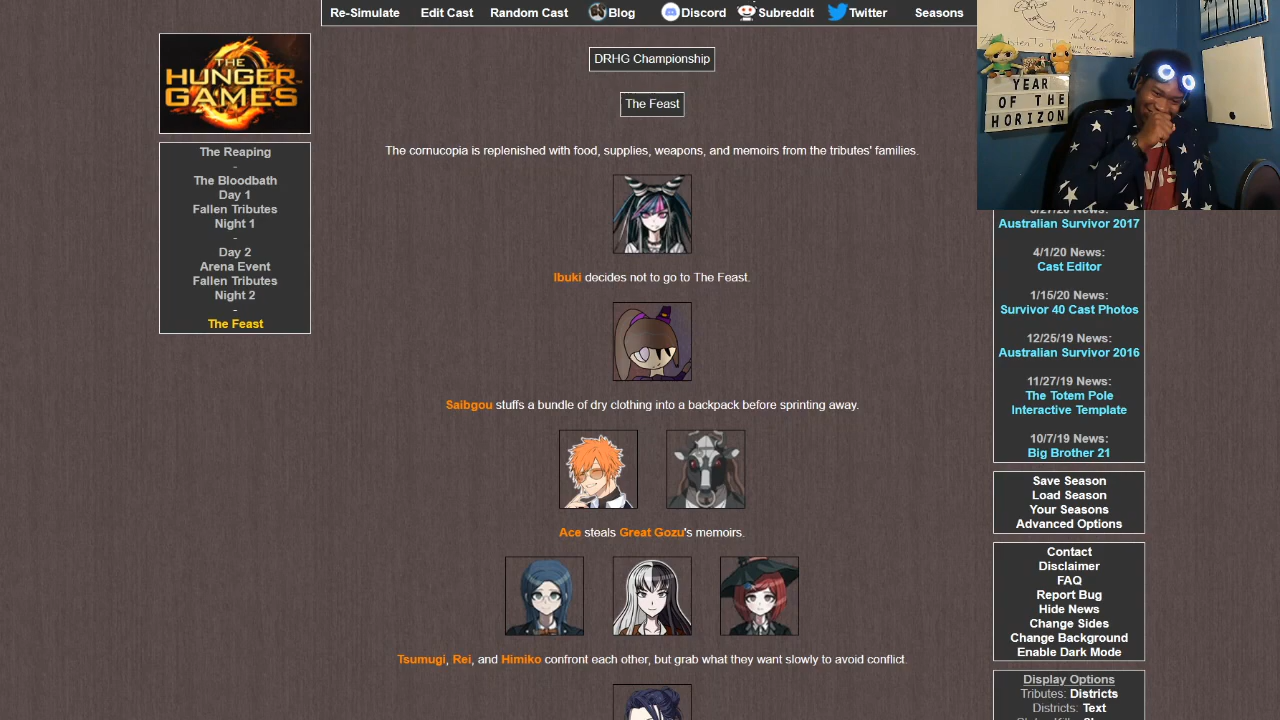 Re-Simulate
Edit Cast
Random Cast
Blog
Discord
Subreddit
Twitter
Seasons
THE
HUNGER
GAMES
The Reaping
-
The Bloodbath
Day 1
Fallen Tributes
Night 1
-
Day 2
Arena Event
Fallen Tributes
Night 2
-
The Feast
DRHG Championship
The Feast
The cornucopia is replenished with food, supplies, weapons, and memoirs from the tributes' families.
Ibuki decides not to go to The Feast.
Saibgou stuffs a bundle of dry clothing into a backpack before sprinting away.
Ace steals Great Gozu's memoirs.
Tsumugi, Rei, and Himiko confront each other, but grab what they want slowly to avoid conflict.
YEAR
OF THE
HORIZON
Australian Survivor 2017
4/1/20 News:
Cast Editor
1/15/20 News:
Survivor 40 Cast Photos
12/25/19 News:
Australian Survivor 2016
11/27/19 News:
The Totem Pole
Interactive Template
10/7/19 News:
Big Brother 21
Save Season
Load Season
Your Seasons
Advanced Options
Contact
Disclaimer
FAQ
Report Bug
Hide News
Change Sides
Change Background
Enable Dark Mode
Display Options
Tributes: Districts
Districts: Text